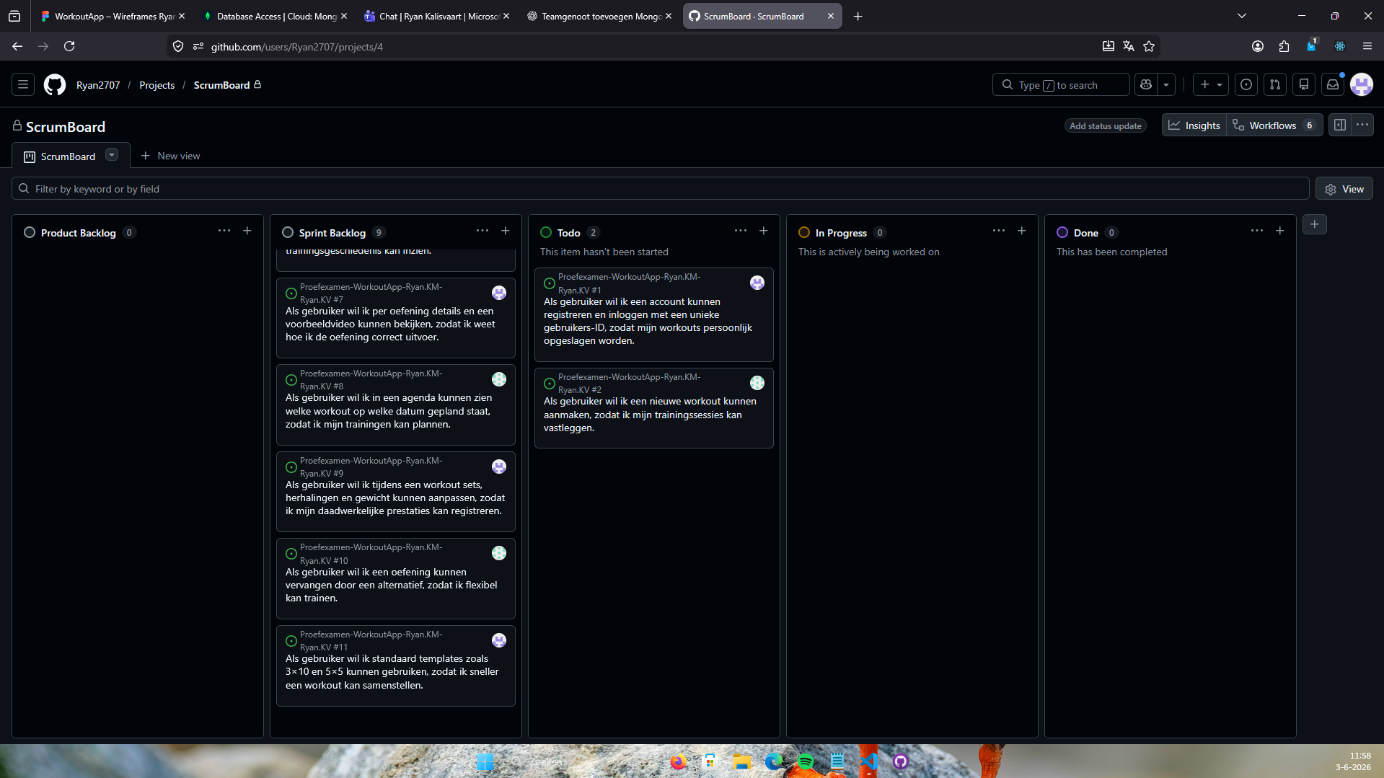 WorkoutApp – Wireframes Ryan
Database Access | Cloud: Mong
Chat | Ryan Kalisvaart | Microsof
Teamgenoot toevoegen Mongo
ScrumBoard · ScrumBoard
github.com/users/Ryan2707/projects/4
1
Ryan2707 / Projects / ScrumBoard
Type / to search
ScrumBoard
Add status update
Insights
Workflows 6
ScrumBoard
New view
Filter by keyword or by field
View
Product Backlog 0
Sprint Backlog 9
trainingsgeschiedenis kan inzien.
Proefexamen-WorkoutApp-Ryan.KM-
Ryan.KV #7
Als gebruiker wil ik per oefening details en een
voorbeeldvideo kunnen bekijken, zodat ik weet
hoe ik de oefening correct uitvoer.
Proefexamen-WorkoutApp-Ryan.KM-
Ryan.KV #8
Als gebruiker wil ik in een agenda kunnen zien
welke workout op welke datum gepland staat,
zodat ik mijn trainingen kan plannen.
Proefexamen-WorkoutApp-Ryan.KM-
Ryan.KV #9
Als gebruiker wil ik tijdens een workout sets,
herhalingen en gewicht kunnen aanpassen, zodat
ik mijn daadwerkelijke prestaties kan registreren.
Proefexamen-WorkoutApp-Ryan.KM-
Ryan.KV #10
Als gebruiker wil ik een oefening kunnen
vervangen door een alternatief, zodat ik flexibel
kan trainen.
Proefexamen-WorkoutApp-Ryan.KM-
Ryan.KV #11
Als gebruiker wil ik standaard templates zoals
3×10 en 5×5 kunnen gebruiken, zodat ik sneller
een workout kan samenstellen.
Todo 2
This item hasn't been started
Proefexamen-WorkoutApp-Ryan.KM-
Ryan.KV #1
Als gebruiker wil ik een account kunnen
registreren en inloggen met een unieke
gebruikers-ID, zodat mijn workouts persoonlijk
opgeslagen worden.
Proefexamen-WorkoutApp-Ryan.KM-
Ryan.KV #2
Als gebruiker wil ik een nieuwe workout kunnen
aanmaken, zodat ik mijn trainingssessies kan
vastleggen.
In Progress 0
This is actively being worked on
Done 0
This has been completed
Zoeken
11:58
3-6-2026